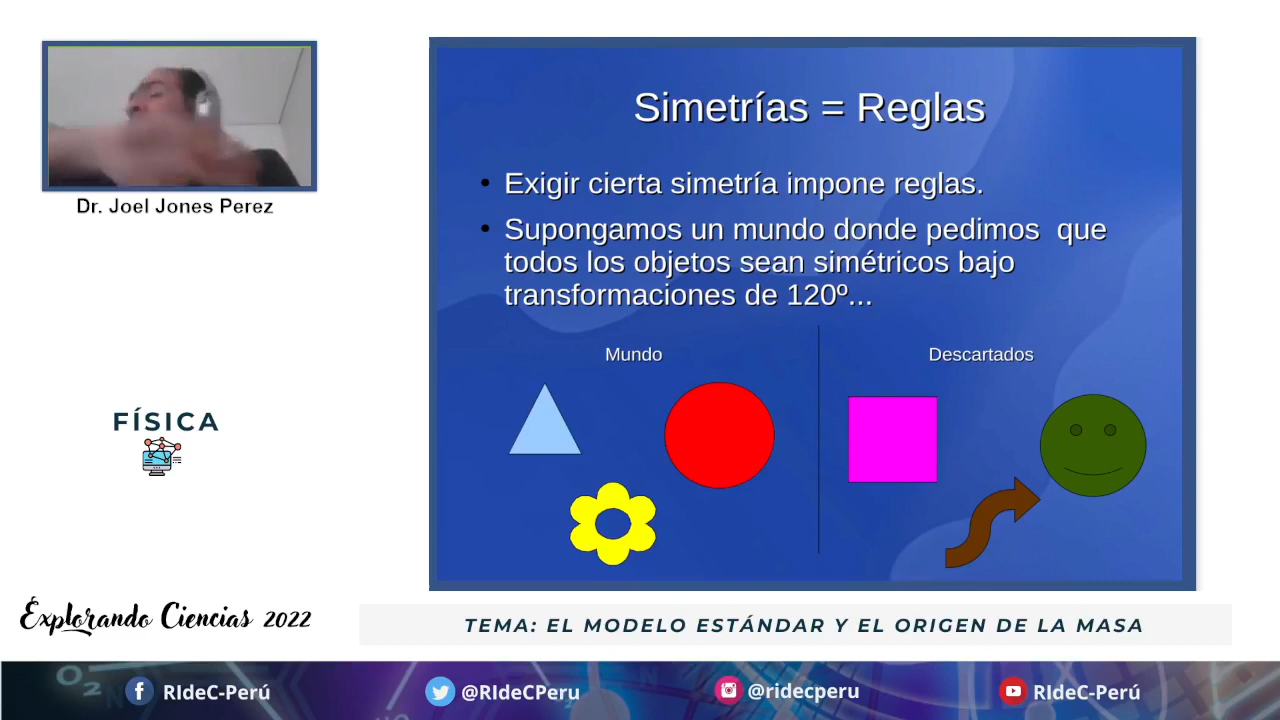 Dr. Joel Jones Perez
FÍSICA
Simetrías = Reglas
• Exigir cierta simetría impone reglas.
• Supongamos un mundo donde pedimos que
todos los objetos sean simétricos bajo
transformaciones de 120º...
Mundo
Descartados
Explorando Ciencias 2022
TEMA: EL MODELO ESTÁNDAR Y EL ORIGEN DE LA MASA
O2
RIdeC-Perú
@RIdeCPeru
@ridecperu
RIdeC-Perú